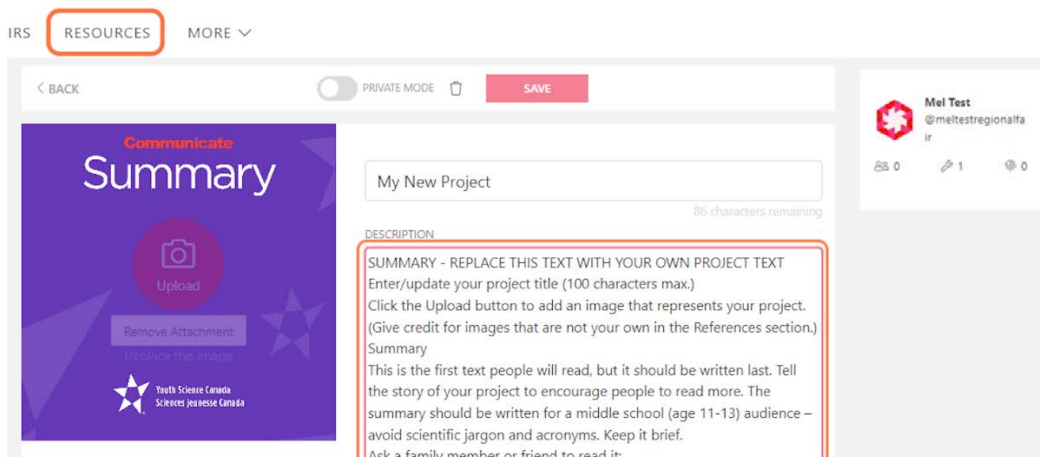 IRS RESOURCES MORE
< BACK PRIVATE MODE SAVE
Communicate
Summary
Upload
Remove Attachment
Replace this image
Youth Science Canada
Sciences jeunesse Canada
My New Project
86 characters remaining
DESCRIPTION
SUMMARY - REPLACE THIS TEXT WITH YOUR OWN PROJECT TEXT
Enter/update your project title (100 characters max.)
Click the Upload button to add an image that represents your project.
(Give credit for images that are not your own in the References section.)
Summary
This is the first text people will read, but it should be written last. Tell
the story of your project to encourage people to read more. The
summary should be written for a middle school (age 11-13) audience –
avoid scientific jargon and acronyms. Keep it brief.
Ask a family member or friend to read it:
Mel Test
@meltestregionalfa
ir
0 1 0